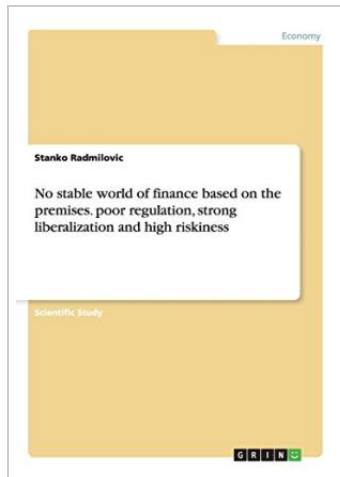 Economy
Stanko Radmilovic
No stable world of finance based on the
premises. poor regulation, strong
liberalization and high riskiness
Scientific Study
GRIN